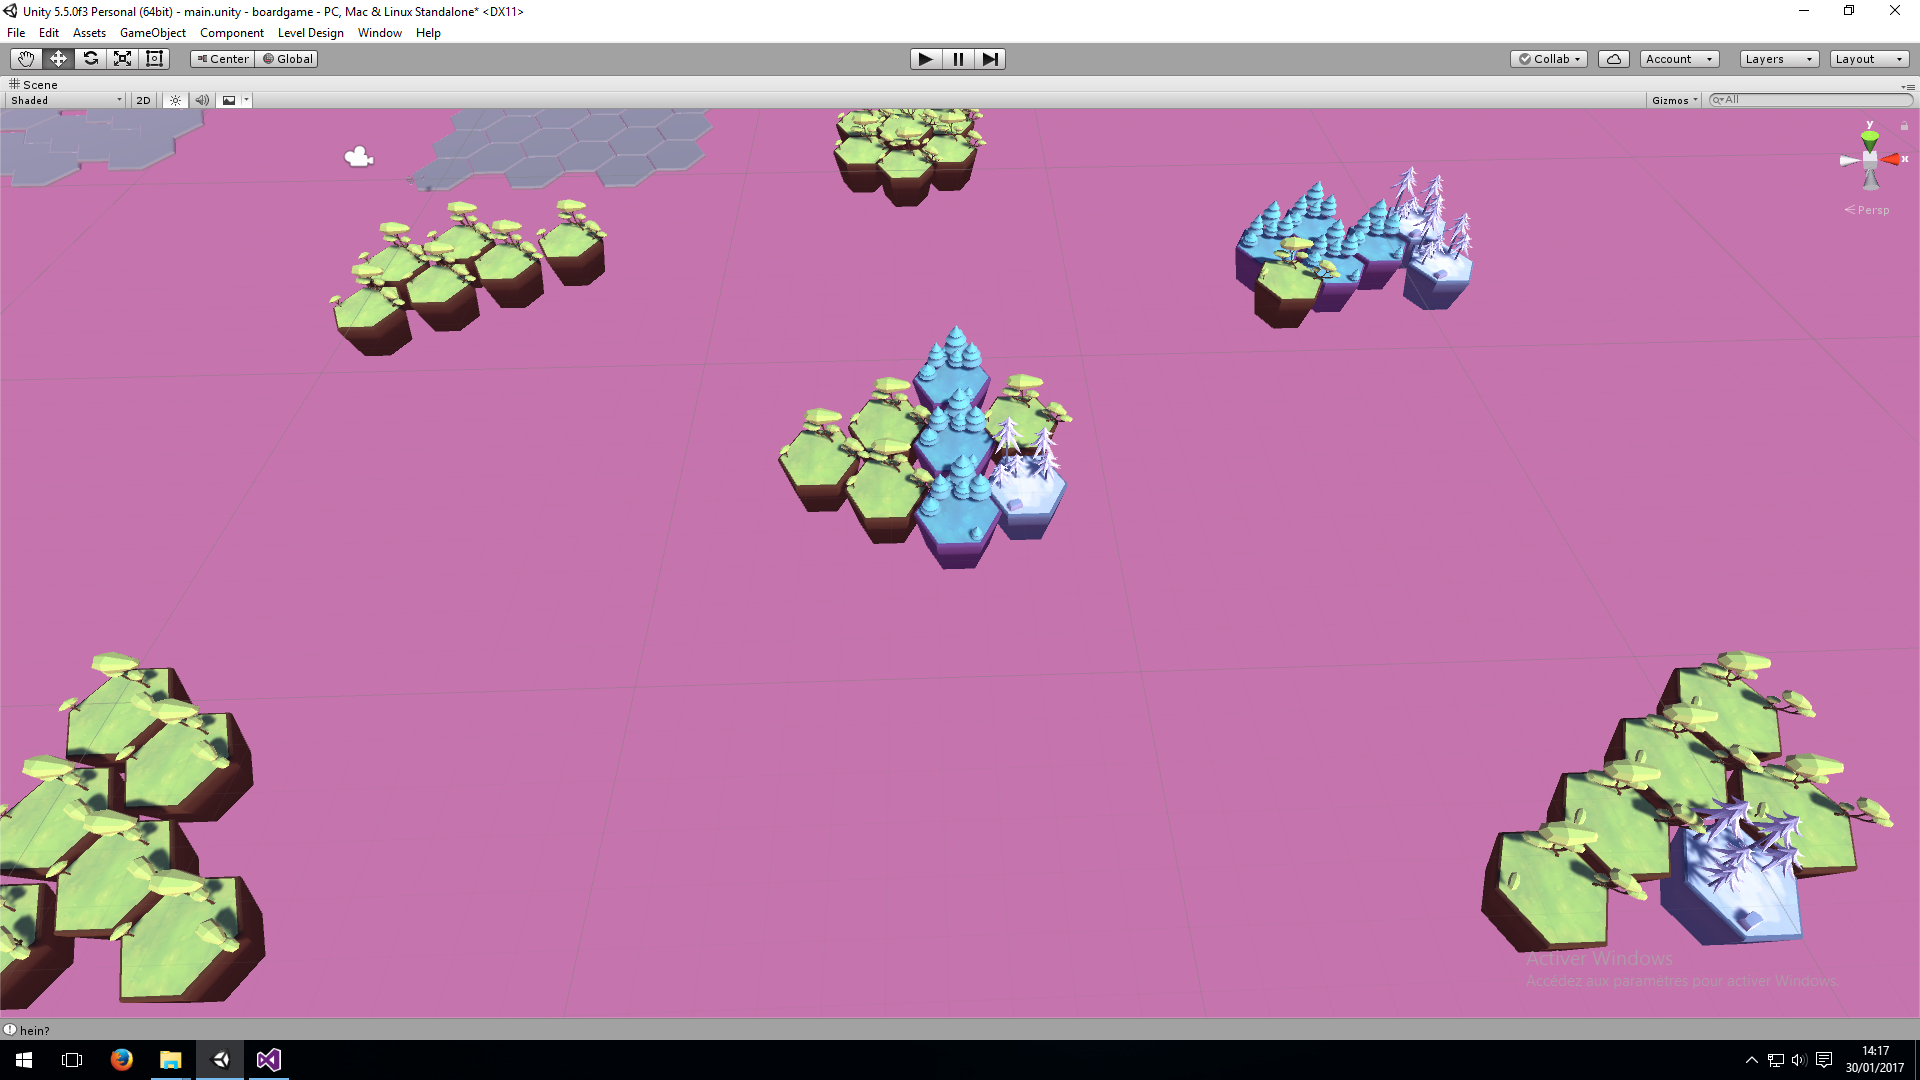 Unity 5.5.0f3 Personal (64bit) - main.unity - boardgame - PC, Mac & Linux Standalone* <DX11>
File Edit Assets GameObject Component Level Design Window Help
Center Global Collab Account Layers Layout
Scene
Shaded 2D Gizmos All
y
x
Persp
Activer Windows
Accédez aux paramètres pour activer Windows.
hein?
14:17
30/01/2017